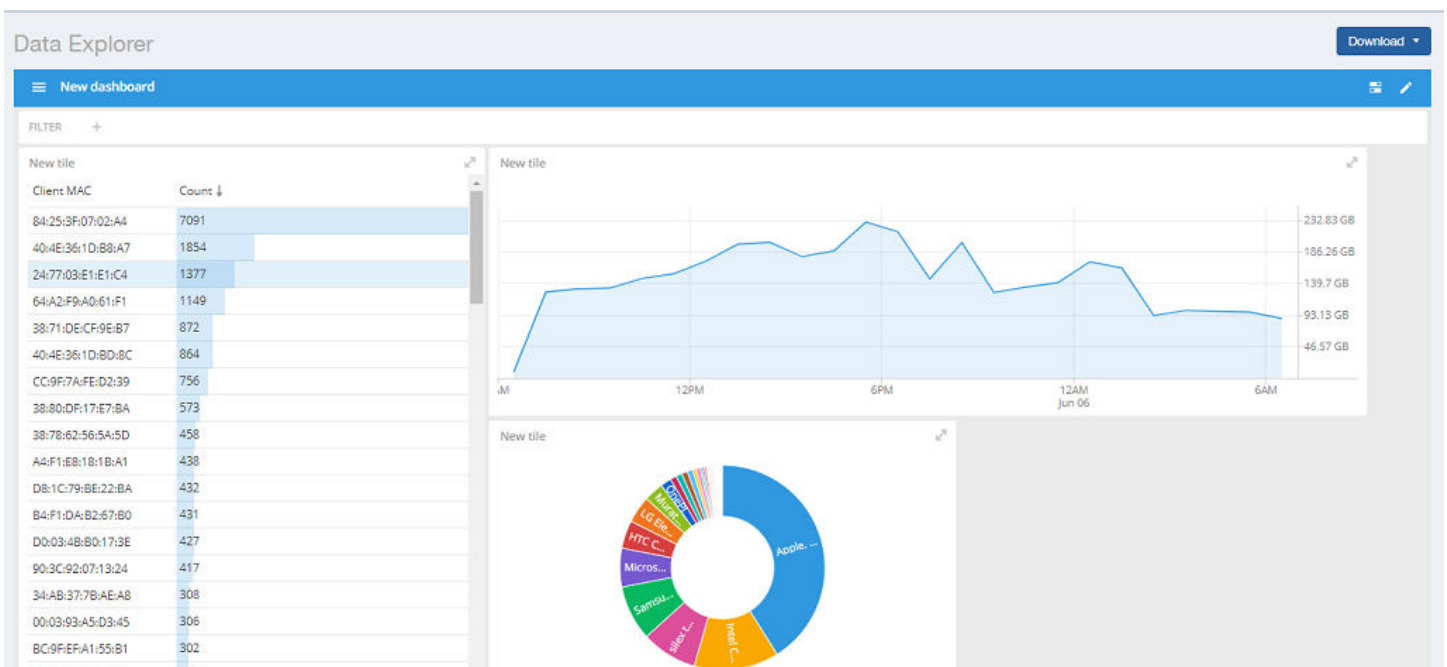 Data Explorer
Download
New dashboard
FILTER +
New tile
Client MAC Count ↓
84:25:3F:07:02:A4 7091
40:4E:36:1D:B8:A7 1854
24:77:03:E1:E1:C4 1377
64:A2:F9:A0:61:F1 1149
38:71:DE:CF:9E:B7 872
40:4E:36:1D:BD:8C 864
CC:9F:7A:FE:D2:39 756
38:80:DF:17:E7:BA 573
38:78:62:56:5A:5D 458
A4:F1:E8:18:1B:A1 438
D8:1C:79:BE:22:BA 432
B4:F1:DA:B2:67:B0 431
D0:03:4B:B0:17:3E 427
90:3C:92:07:13:24 417
34:AB:37:7B:AE:A8 308
00:03:93:A5:D3:45 306
BC:9F:EF:A1:55:B1 302
New tile
232.83 GB
186.26 GB
139.7 GB
93.13 GB
46.57 GB
AM 12PM 6PM 12AM 6AM
Jun 06
New tile
Apple. ...
Intel C...
silex t...
Samsu...
Micros...
HTC C...
LG Ele...
Murat...